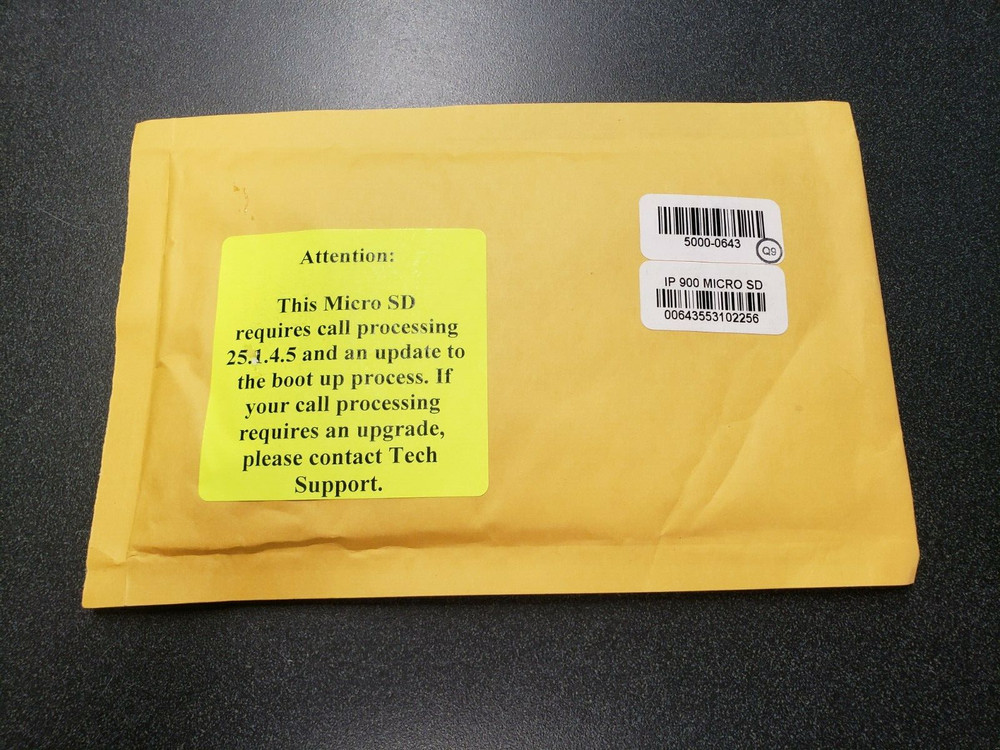 Attention:
This Micro SD
requires call processing
25.1.4.5 and an update to
the boot up process. If
your call processing
requires an upgrade,
please contact Tech
Support.
5000-0643
Q9
IP 900 MICRO SD
00643553102256